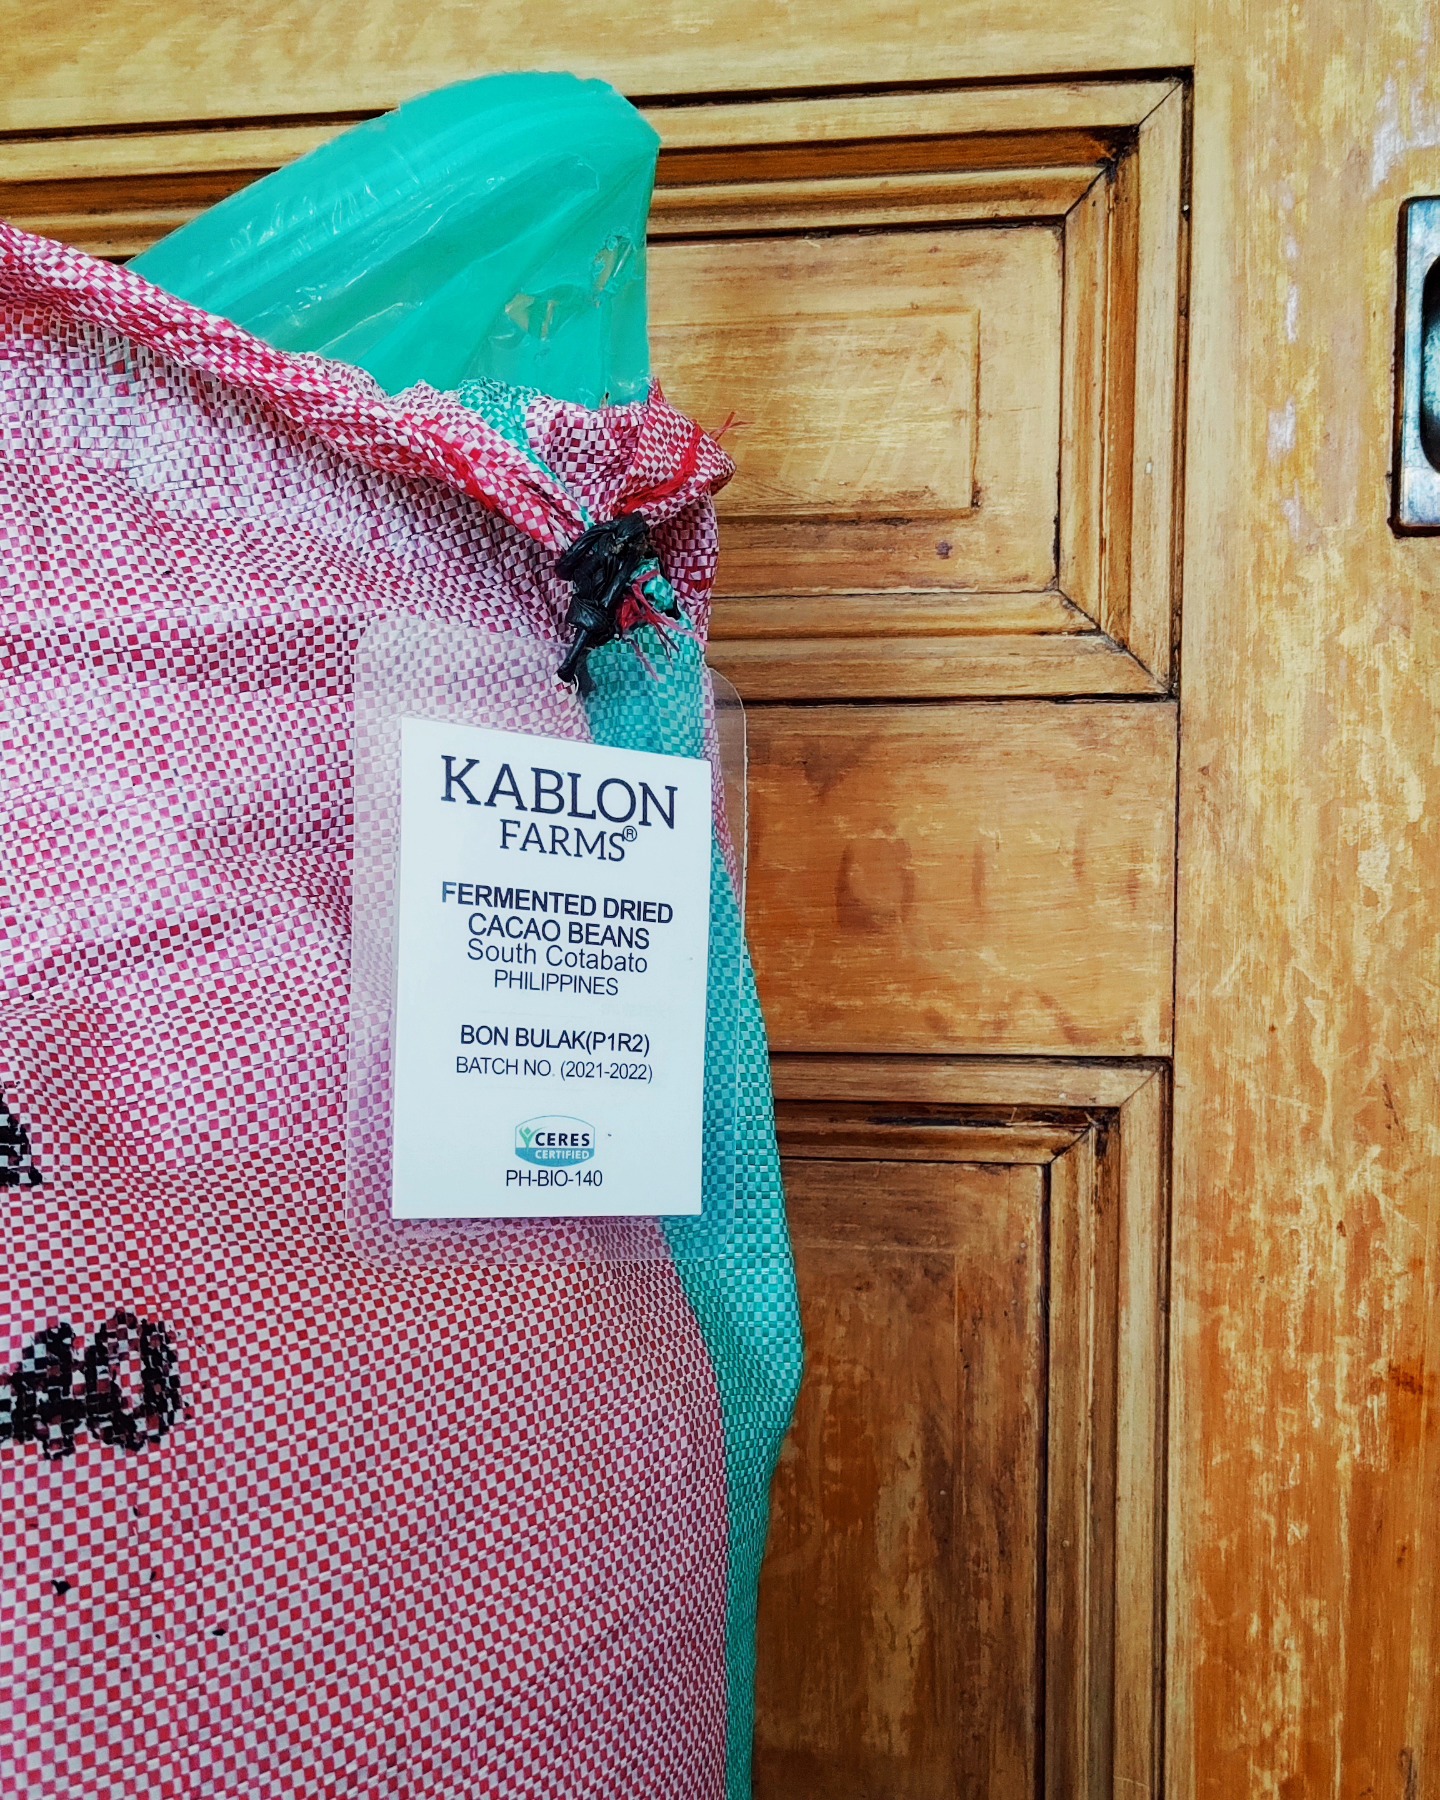 KABLON
FARMS®
FERMENTED DRIED
CACAO BEANS
South Cotabato
PHILIPPINES
BON BULAK(P1R2)
BATCH NO. (2021-2022)
CERES
CERTIFIED
PH-BIO-140